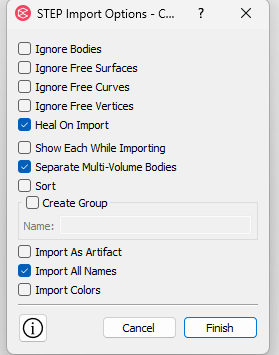 STEP Import Options - C...
Ignore Bodies
Ignore Free Surfaces
Ignore Free Curves
Ignore Free Vertices
Heal On Import
Show Each While Importing
Separate Multi-Volume Bodies
Sort
Create Group
Name:
Import As Artifact
Import All Names
Import Colors
Cancel
Finish